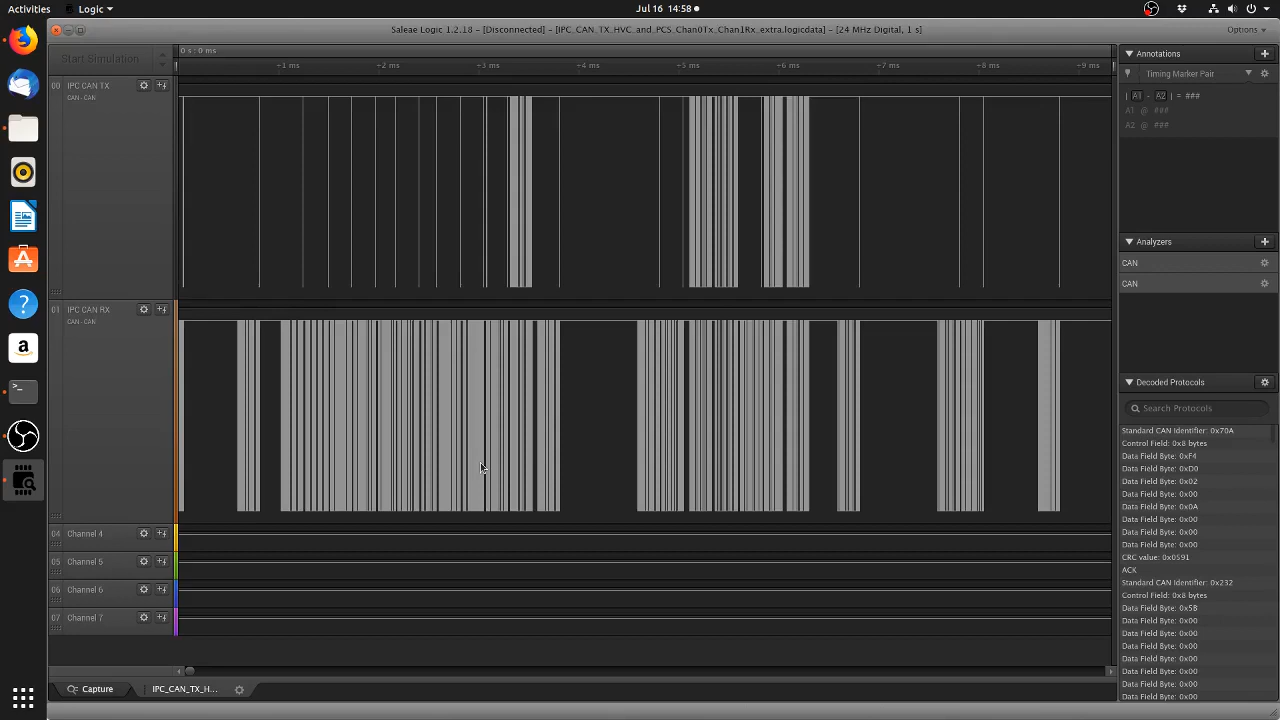 Activities
Logic
Jul 16 14:58
Saleae Logic 1.2.18 - [Disconnected] - [IPC_CAN_TX_HVC_and_PCS_Chan0Tx_Chan1Rx_extra.logicdata] - [24 MHz Digital, 1 s]
Options
Start Simulation
0 s : 0 ms
+1 ms
+2 ms
+3 ms
+4 ms
+5 ms
+6 ms
+7 ms
+8 ms
+9 ms
00 IPC CAN TX
CAN - CAN
01 IPC CAN RX
CAN - CAN
04 Channel 4
05 Channel 5
06 Channel 6
07 Channel 7
Capture
IPC_CAN_TX_H...
Annotations
Timing Marker Pair
| A1 - A2 | = ###
A1 @ ###
A2 @ ###
Analyzers
CAN
CAN
Decoded Protocols
Search Protocols
Standard CAN Identifier: 0x70A
Control Field: 0x8 bytes
Data Field Byte: 0xF4
Data Field Byte: 0xD0
Data Field Byte: 0x02
Data Field Byte: 0x00
Data Field Byte: 0x0A
Data Field Byte: 0x00
Data Field Byte: 0x00
Data Field Byte: 0x00
CRC value: 0x0591
ACK
Standard CAN Identifier: 0x232
Control Field: 0x8 bytes
Data Field Byte: 0x5B
Data Field Byte: 0x00
Data Field Byte: 0x00
Data Field Byte: 0x00
Data Field Byte: 0x00
Data Field Byte: 0x00
Data Field Byte: 0x00
Data Field Byte: 0x00